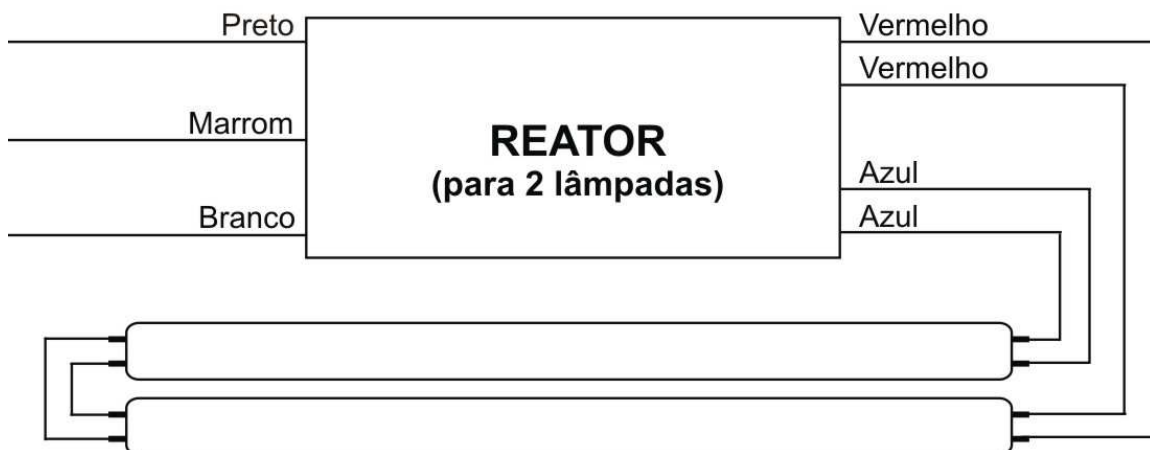 Preto
Marrom
Branco
REATOR
(para 2 lâmpadas)
Vermelho
Vermelho
Azul
Azul